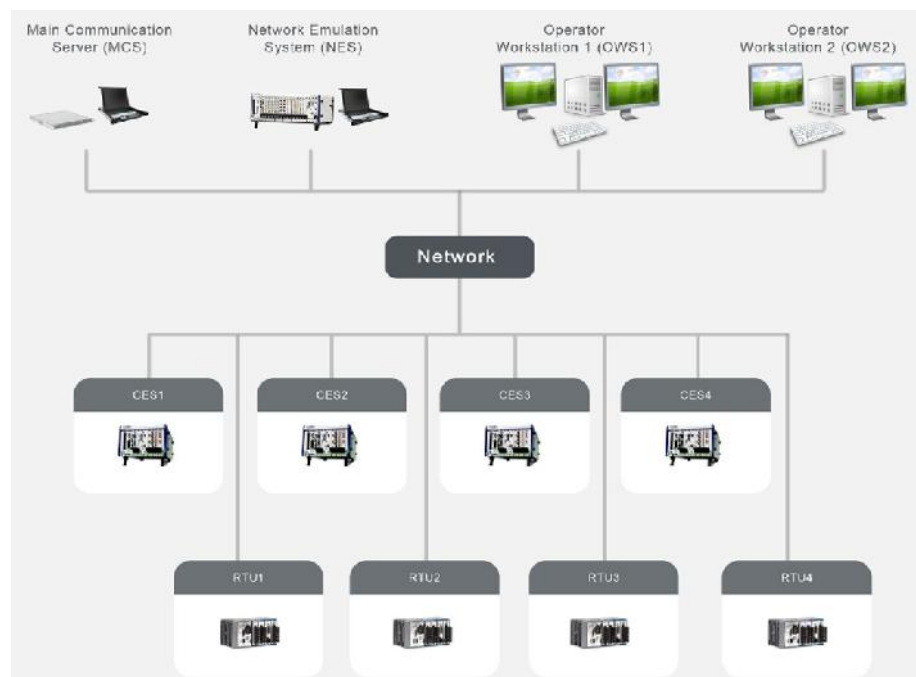 Main Communication
Server (MCS)
Network Emulation
System (NES)
Operator
Workstation 1 (OWS1)
Operator
Workstation 2 (OWS2)
Network
CES1
CES2
CES3
CES4
RTU1
RTU2
RTU3
RTU4